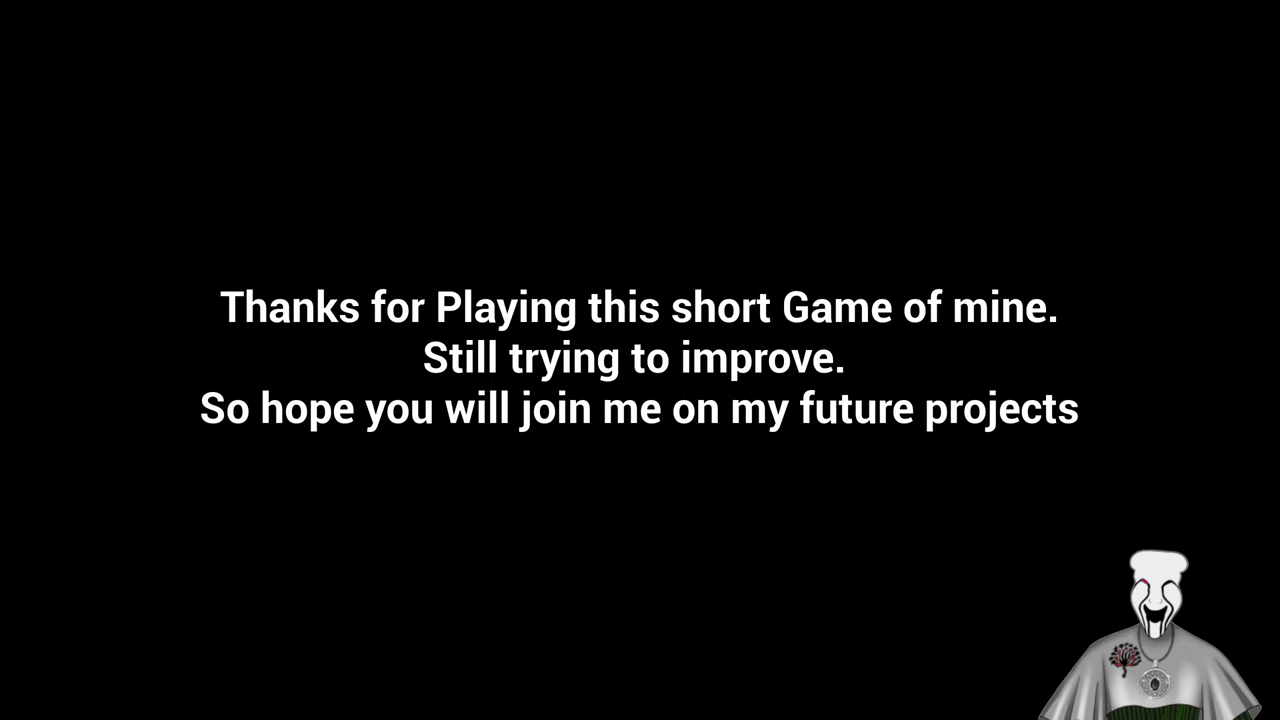 Thanks for Playing this short Game of mine.
Still trying to improve.
So hope you will join me on my future projects